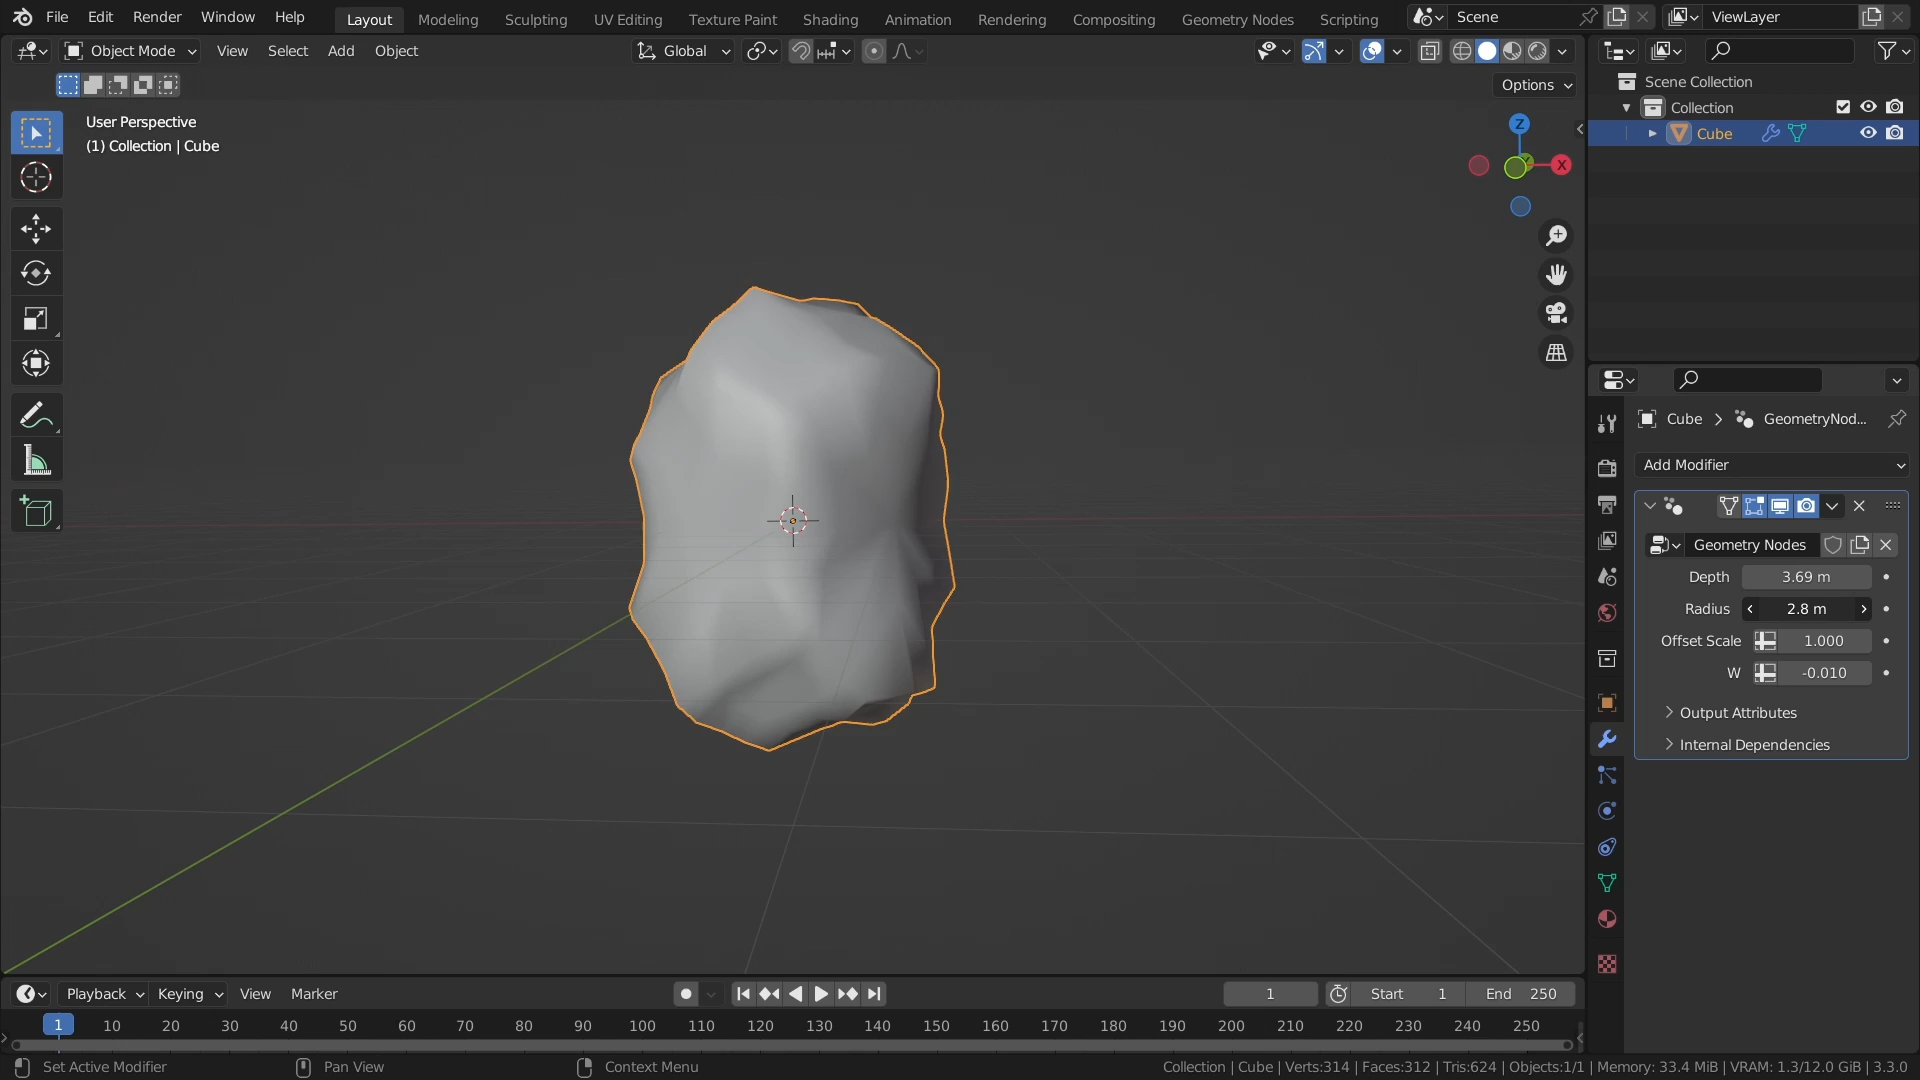 File Edit Render Window Help Layout Modeling Sculpting UV Editing Texture Paint Shading Animation Rendering Compositing Geometry Nodes Scripting Scene ViewLayer
Object Mode View Select Add Object Global
Options
User Perspective
(1) Collection | Cube
Z
X
Scene Collection
Collection
Cube
Cube > GeometryNod...
Add Modifier
Geometry Nodes
Depth 3.69 m
Radius 2.8 m
Offset Scale 1.000
W -0.010
Output Attributes
Internal Dependencies
Playback Keying View Marker 1 Start 1 End 250
1 10 20 30 40 50 60 70 80 90 100 110 120 130 140 150 160 170 180 190 200 210 220 230 240 250
Set Active Modifier Pan View Context Menu Collection | Cube | Verts:314 | Faces:312 | Tris:624 | Objects:1/1 | Memory: 33.4 MiB | VRAM: 1.3/12.0 GiB | 3.3.0